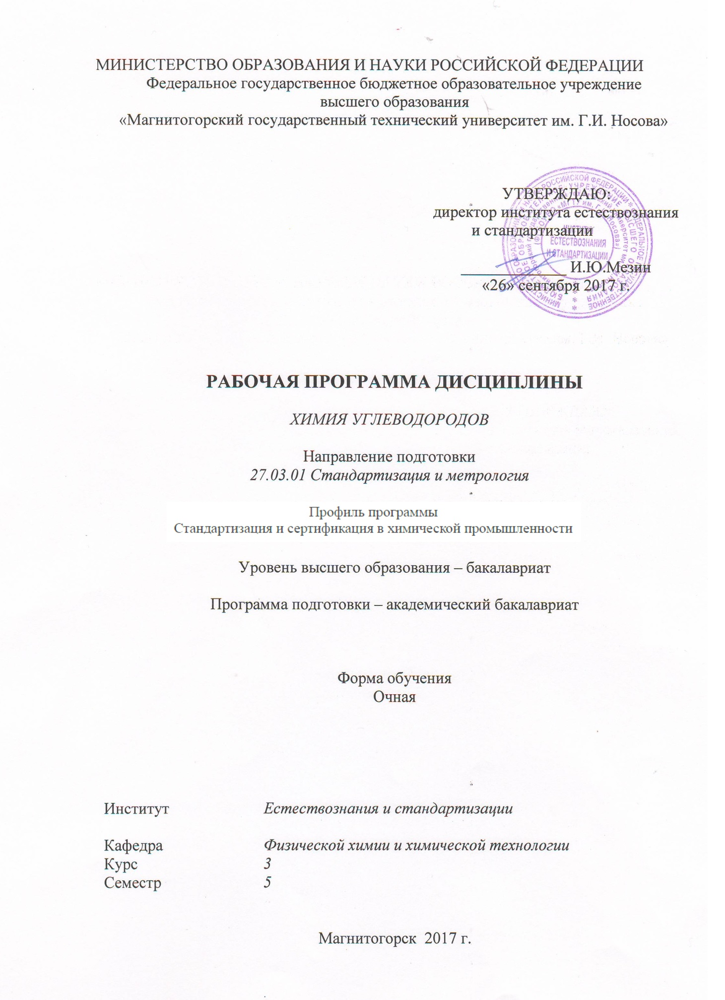 МИНИСТЕРСТВО ОБРАЗОВАНИЯ И НАУКИ РОССИЙСКОЙ ФЕДЕРАЦИИ
Федеральное государственное бюджетное образовательное учреждение
высшего образования
«Магнитогорский государственный технический университет им. Г.И. Носова»
УТВЕРЖДАЮ:
директор института естествознания
и стандартизации
ИНСТИТУТ
ЕСТЕСТВОЗНАНИЯ
И СТАНДАРТИЗАЦИИ
______________ И.Ю.Мезин
«26» сентября 2017 г.
РАБОЧАЯ ПРОГРАММА ДИСЦИПЛИНЫ
ХИМИЯ УГЛЕВОДОРОДОВ
Направление подготовки
27.03.01 Стандартизация и метрология
Профиль программы
Стандартизация и сертификация в химической промышленности
Уровень высшего образования – бакалавриат
Программа подготовки – академический бакалавриат
Форма обучения
Очная
Институт Естествознания и стандартизации
Кафедра Физической химии и химической технологии
Курс 3
Семестр 5
Магнитогорск 2017 г.